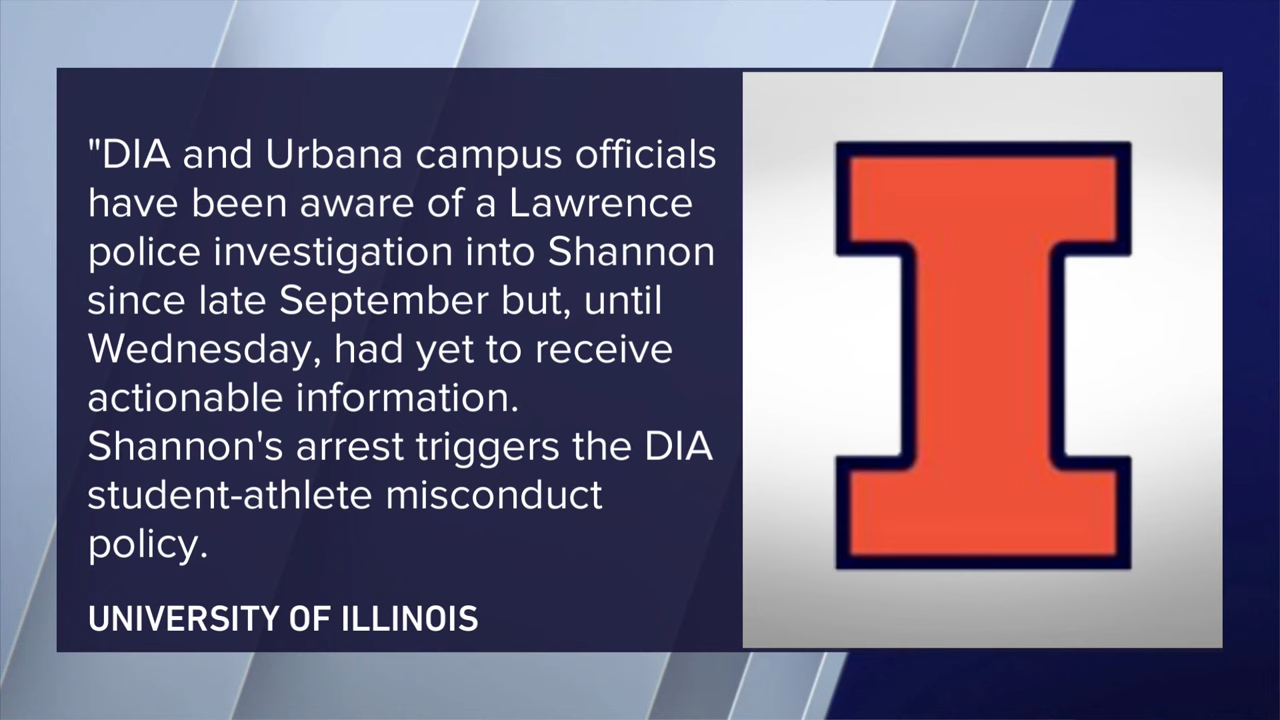 "DIA and Urbana campus officials
have been aware of a Lawrence
police investigation into Shannon
since late September but, until
Wednesday, had yet to receive
actionable information.
Shannon's arrest triggers the DIA
student-athlete misconduct
policy.
UNIVERSITY OF ILLINOIS
I